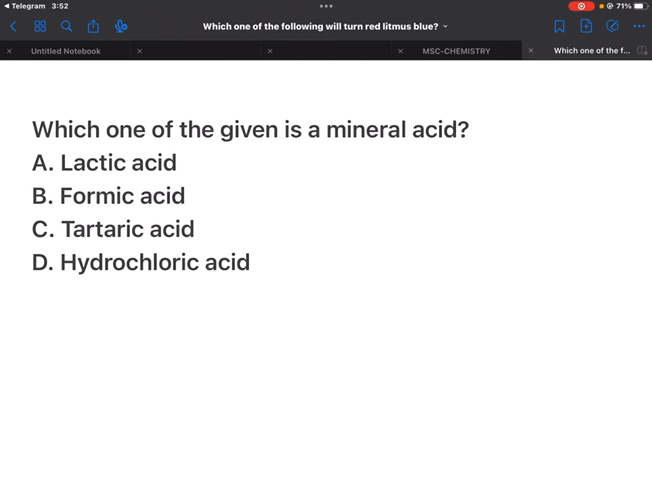 Telegram 3:52
71%
Which one of the following will turn red litmus blue?
Untitled Notebook
MSC-CHEMISTRY
Which one of the f...
Which one of the given is a mineral acid?
A. Lactic acid
B. Formic acid
C. Tartaric acid
D. Hydrochloric acid